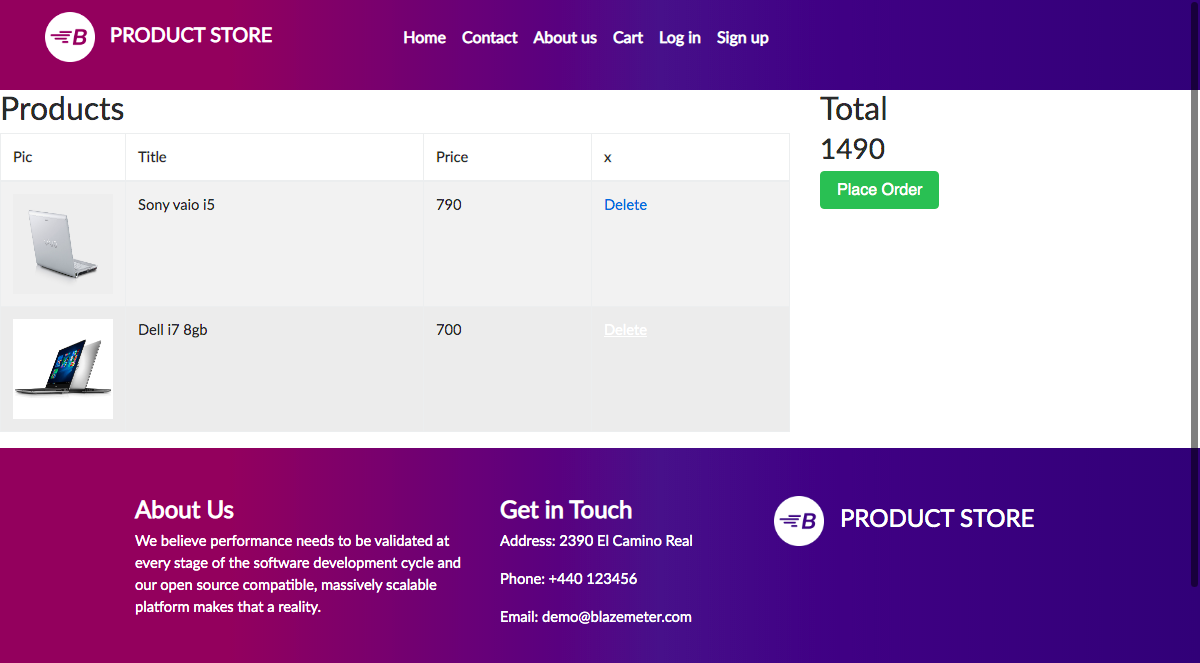 B PRODUCT STORE
Home Contact About us Cart Log in Sign up
Products
Pic Title Price x
Sony vaio i5 790 Delete
Dell i7 8gb 700 Delete
Total
1490
Place Order
About Us
We believe performance needs to be validated at
every stage of the software development cycle and
our open source compatible, massively scalable
platform makes that a reality.
Get in Touch
Address: 2390 El Camino Real
Phone: +440 123456
Email: demo@blazemeter.com
B PRODUCT STORE